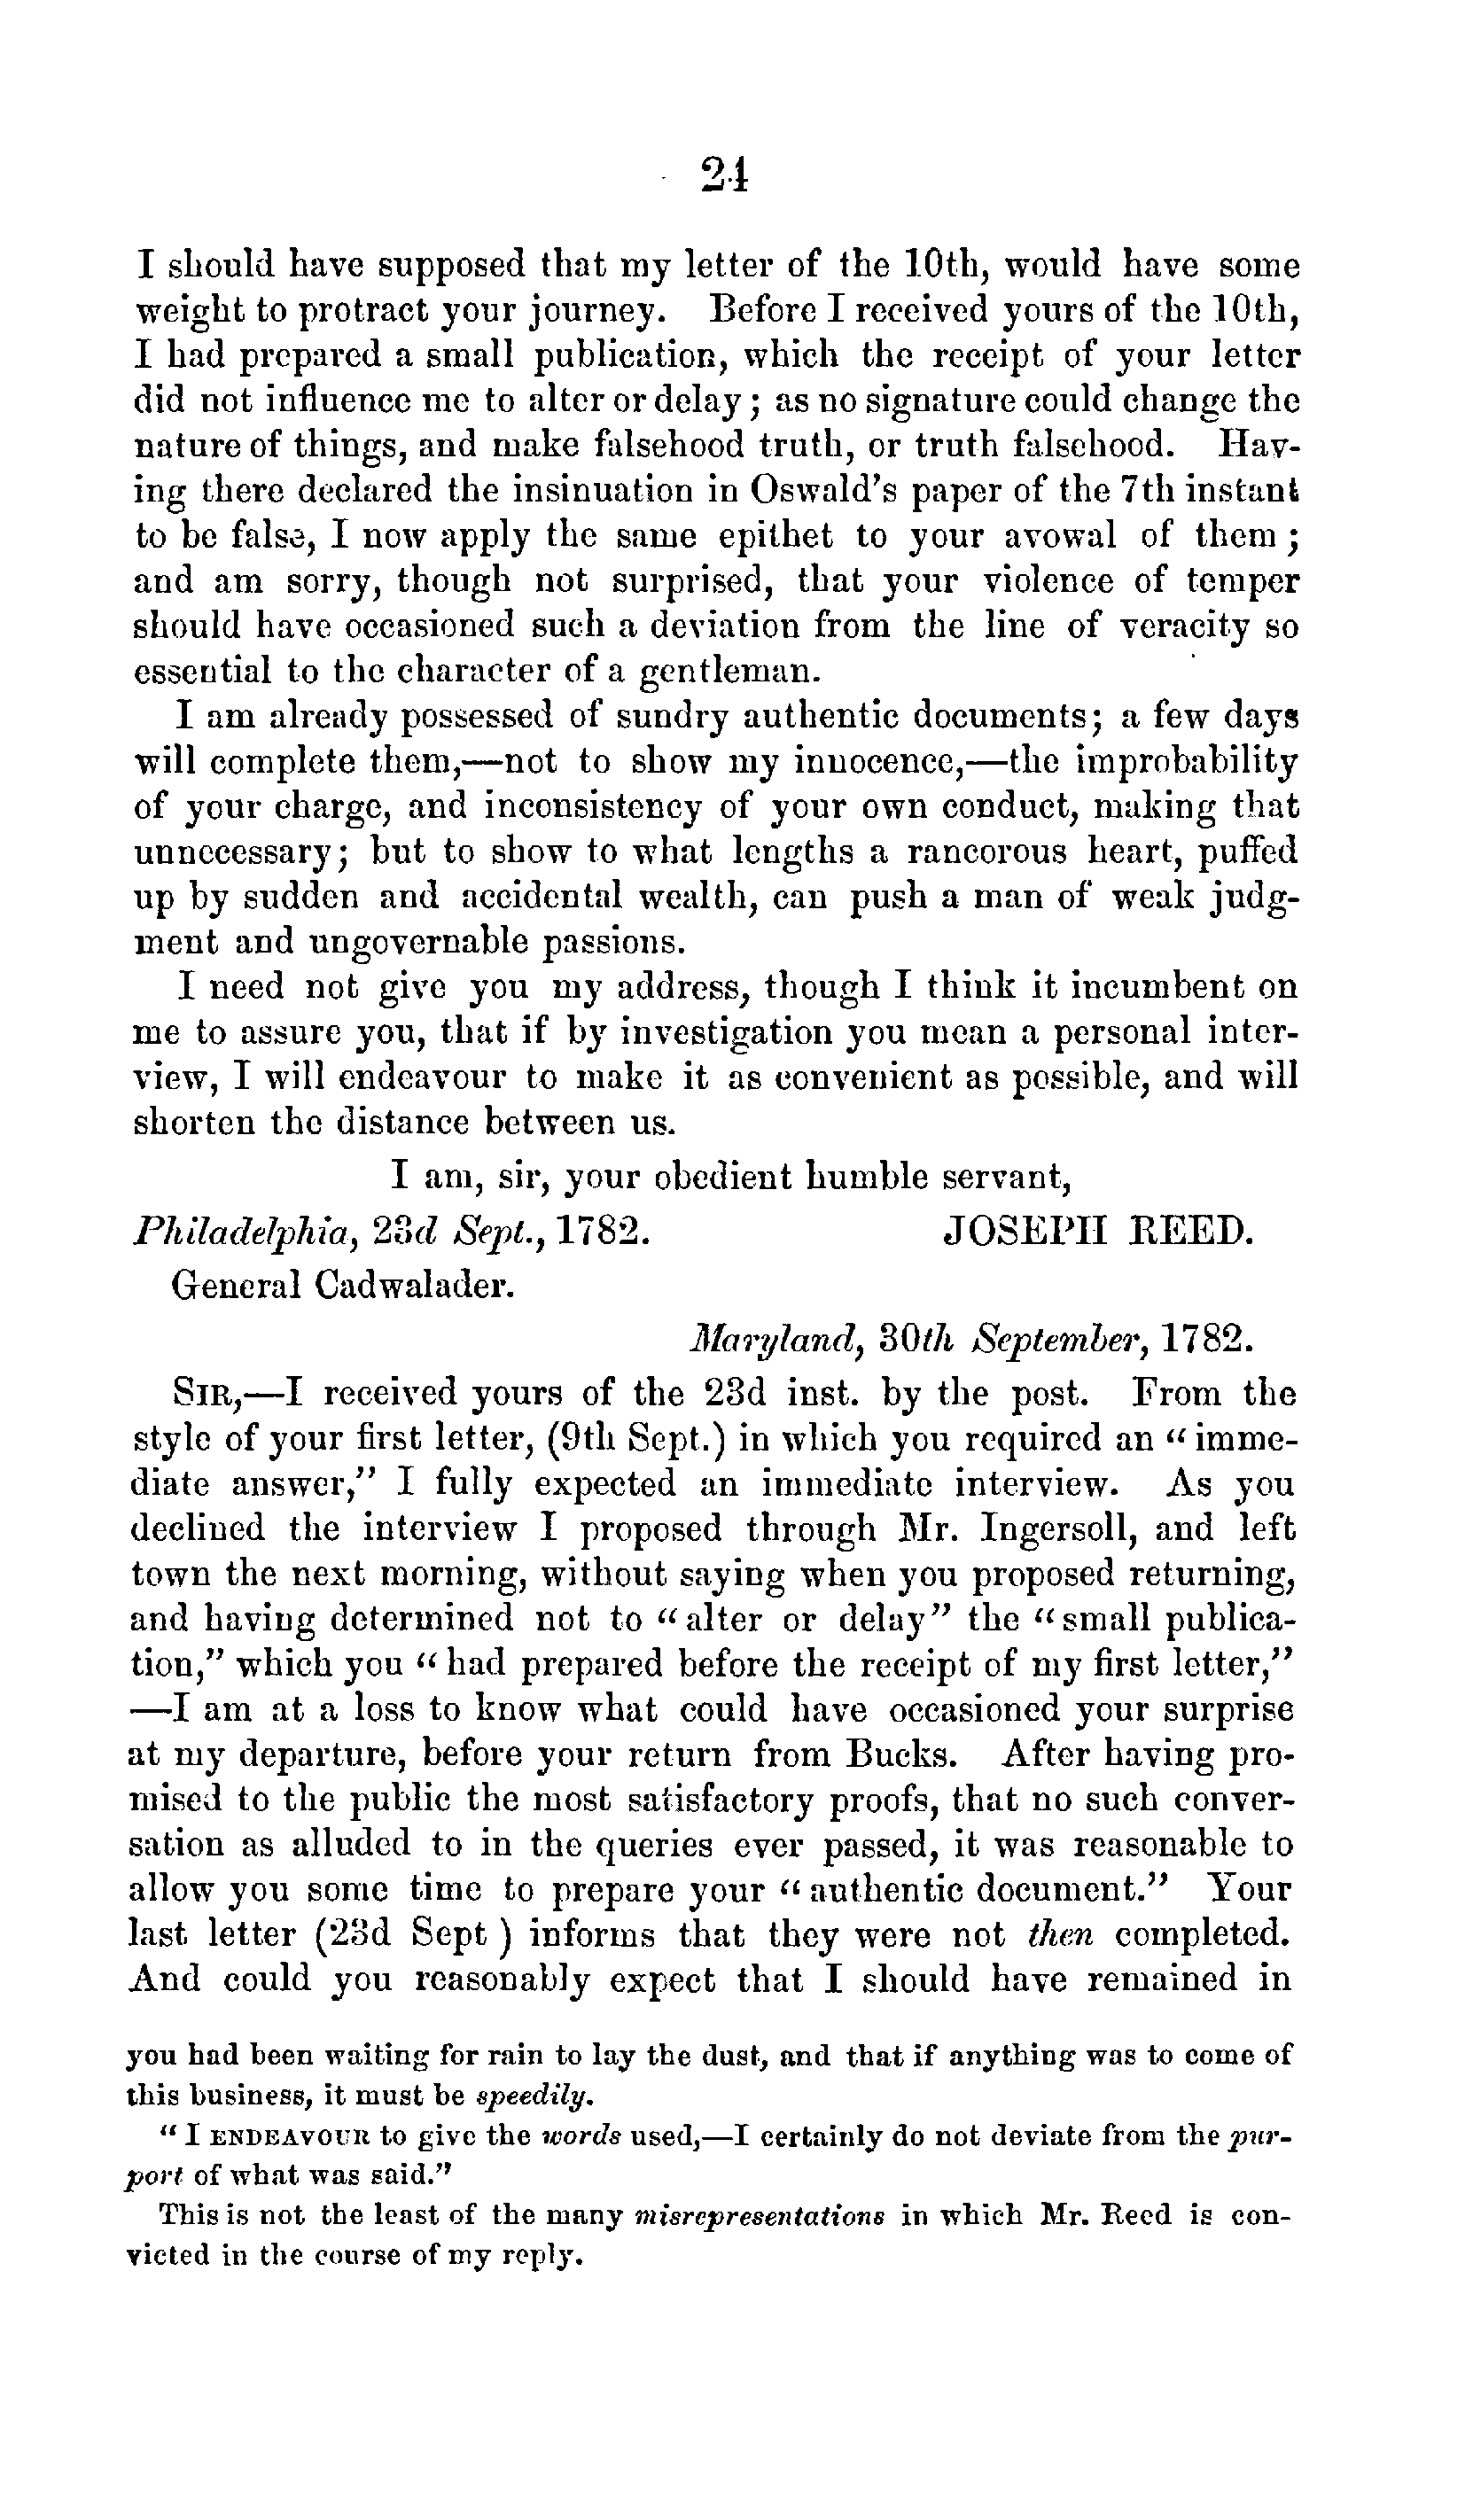 24
I should have supposed that my letter of the 10th, would have some
weight to protract your journey. Before I received yours of the 10th,
I had prepared a small publication, which the receipt of your letter
did not influence me to alter or delay; as no signature could change the
nature of things, and make falsehood truth, or truth falsehood. Hav-
ing there declared the insinuation in Oswald's paper of the 7th instant
to be false, I now apply the same epithet to your avowal of them;
and am sorry, though not surprised, that your violence of temper
should have occasioned such a deviation from the line of veracity so
essential to the character of a gentleman.
I am already possessed of sundry authentic documents; a few days
will complete them,—not to show my innocence,—the improbability
of your charge, and inconsistency of your own conduct, making that
unnecessary; but to show to what lengths a rancorous heart, puffed
up by sudden and accidental wealth, can push a man of weak judg-
ment and ungovernable passions.
I need not give you my address, though I think it incumbent on
me to assure you, that if by investigation you mean a personal inter-
view, I will endeavour to make it as convenient as possible, and will
shorten the distance between us.
I am, sir, your obedient humble servant,
Philadelphia, 23d Sept., 1782. JOSEPH REED.
General Cadwalader.
Maryland, 30th September, 1782.
SIR,—I received yours of the 23d inst. by the post. From the
style of your first letter, (9th Sept.) in which you required an "imme-
diate answer," I fully expected an immediate interview. As you
declined the interview I proposed through Mr. Ingersoll, and left
town the next morning, without saying when you proposed returning,
and having determined not to "alter or delay" the "small publica-
tion," which you "had prepared before the receipt of my first letter,"
—I am at a loss to know what could have occasioned your surprise
at my departure, before your return from Bucks. After having pro-
mised to the public the most satisfactory proofs, that no such conver-
sation as alluded to in the queries ever passed, it was reasonable to
allow you some time to prepare your "authentic document." Your
last letter (23d Sept) informs that they were not then completed.
And could you reasonably expect that I should have remained in
you had been waiting for rain to lay the dust, and that if anything was to come of
this business, it must be speedily.
"I ENDEAVOUR to give the words used,—I certainly do not deviate from the pur-
port of what was said."
This is not the least of the many misrepresentations in which Mr. Reed is con-
victed in the course of my reply.